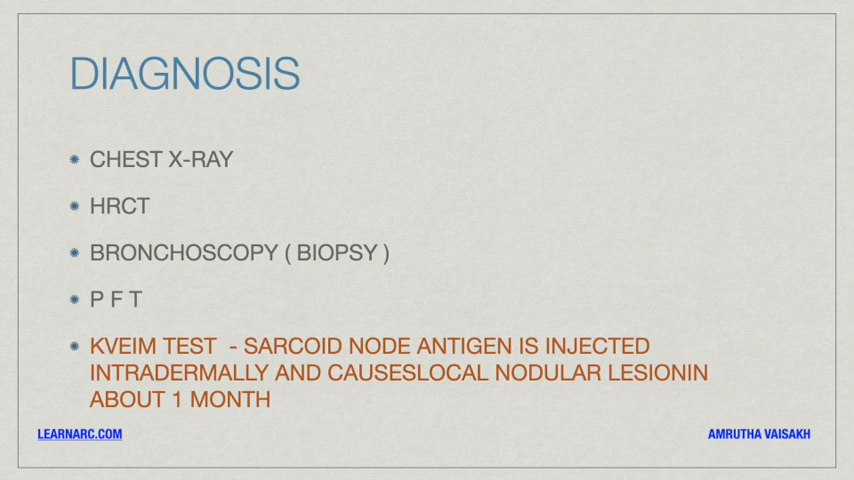 DIAGNOSIS
CHEST X-RAY
HRCT
BRONCHOSCOPY ( BIOPSY )
P F T
KVEIM TEST - SARCOID NODE ANTIGEN IS INJECTED
INTRADERMALLY AND CAUSESLOCAL NODULAR LESIONIN
ABOUT 1 MONTH
LEARNARC.COM
AMRUTHA VAISAKH